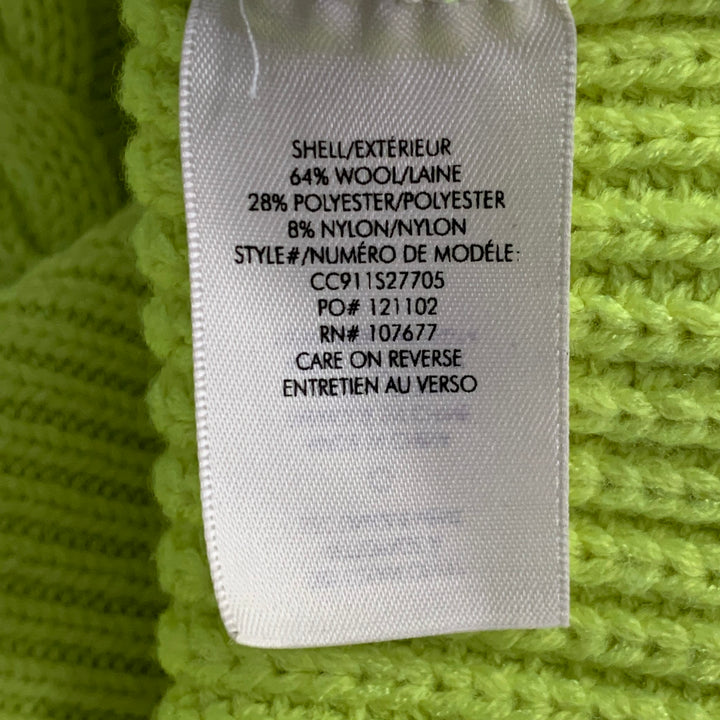 SHELL/EXTÉRIEUR
64% WOOL/LAINE
28% POLYESTER/POLYESTER
8% NYLON/NYLON
STYLE#/NUMÉRO DE MODÉLE:
CC911S27705
PO# 121102
RN# 107677
CARE ON REVERSE
ENTRETIEN AU VERSO